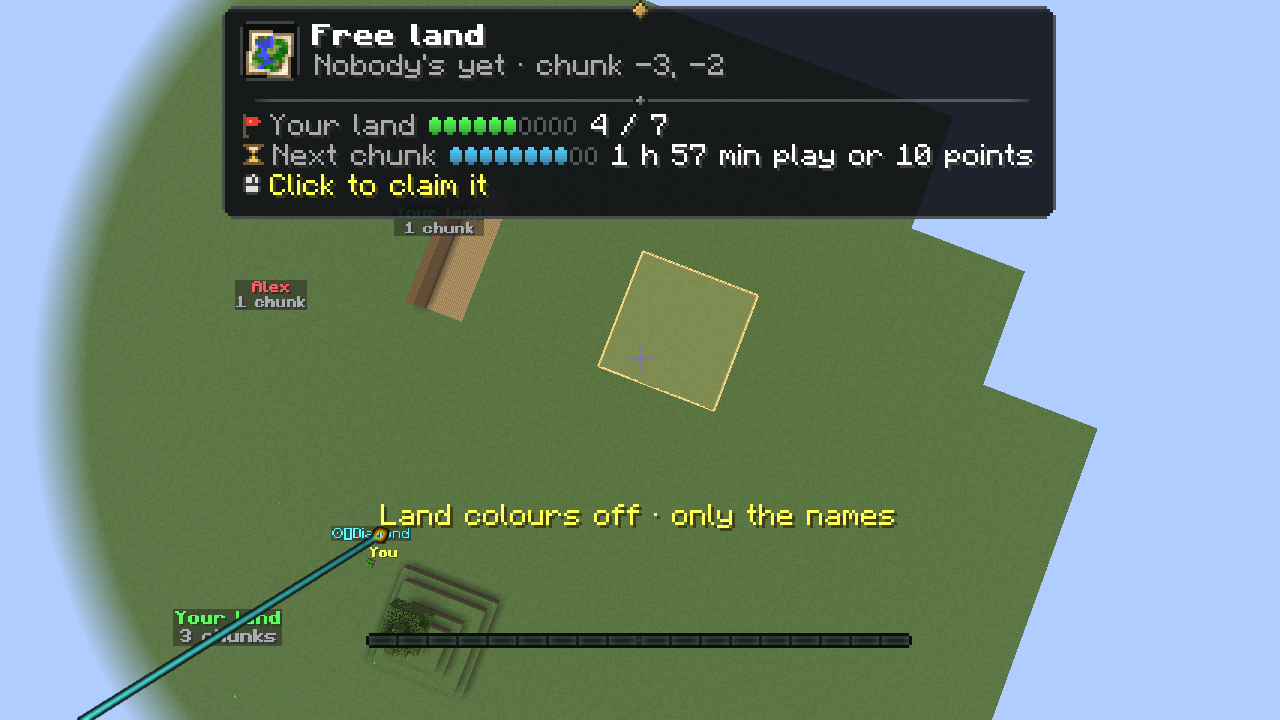 Free land
Nobody's yet · chunk -3, -2
Your land 4 / 7
Next chunk 1 h 57 min play or 10 points
Click to claim it
Your land
1 chunk
Alex
1 chunk
Land colours off · only the names
You
Your land
3 chunks